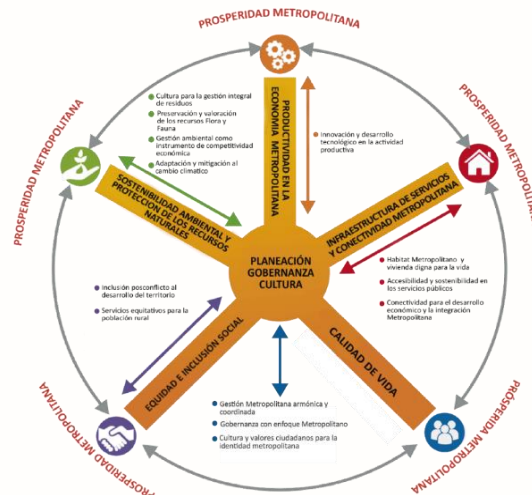 PROSPERIDAD METROPOLITANA
PROSPERIDAD METROPOLITANA
PROSPERIDAD METROPOLITANA
Cultura para la gestión integral
de residuos
Preservación y valoración
de los recursos Flora y
Fauna
Gestión ambiental como
instrumento de competitividad
económica
Adaptación y mitigación al
cambio climatico
PRODUCTIVIDAD EN LA
ECONOMIA METROPOLITANA
Innovación y desarrollo
tecnológico en la actividad
productiva
SOSTENIBILIDAD AMBIENTAL Y
PROTECCION DE LOS RECURSOS
NATURALES
INFRAESTRUCTURA DE SERVICIOS
Y CONECTIVIDAD METROPOLITANA
PLANEACIÓN
GOBERNANZA
CULTURA
Habitat Metropolitano y
vivienda digna para la vida
Accesibilidad y sostenibilidad en
los servicios públicos
Conectividad para el desarrollo
económico y la integración
Metropolitana
Inclusión posconflicto al
desarrollo del territorio
Servicios equitativos para la
población rural
EQUIDAD E INCLUSIÓN SOCIAL
CALIDAD DE VIDA
Gestión Metropolitana armónica y
coordinada
Gobernanza con enfoque Metropolitano
Cultura y valores ciudadanos para la
identidad metropolitana
PROSPERIDAD METROPOLITANA
PRÓSPERIDA METROPOLITANA